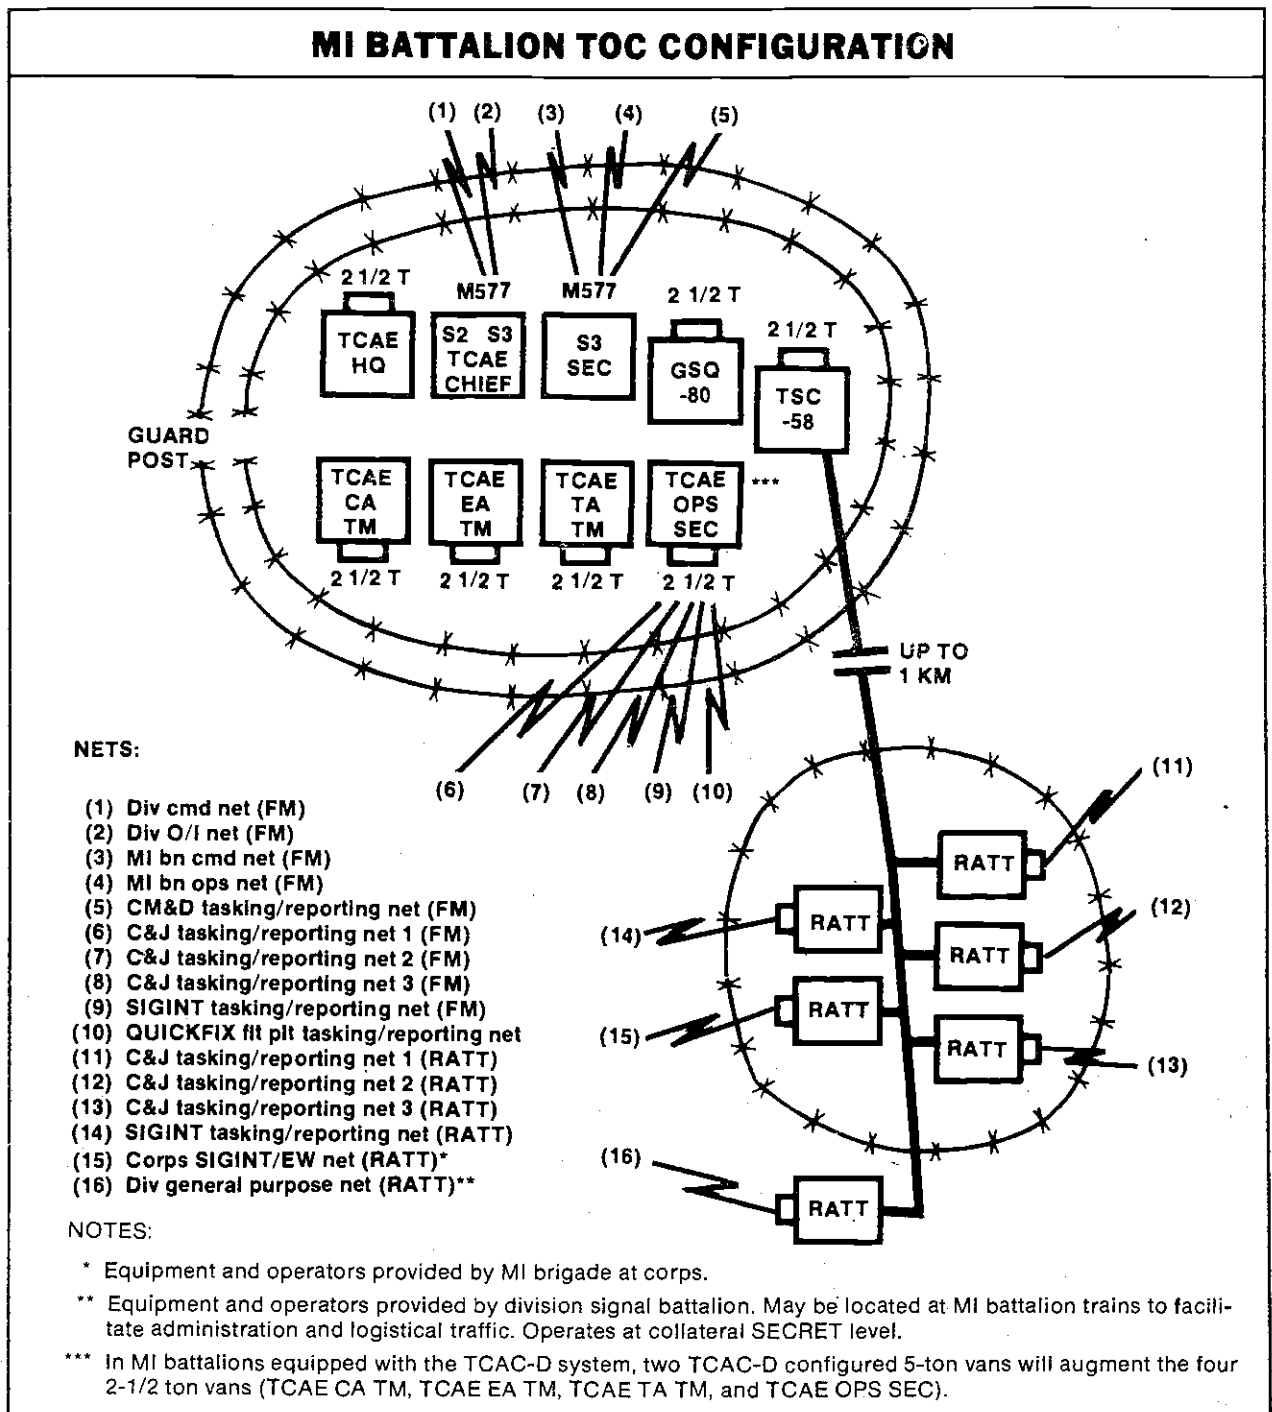 MI BATTALION TOC CONFIGURATION
(1) (2) (3) (4) (5)
2 1/2 T
M577
M577
2 1/2 T
2 1/2 T
TCAE
HQ
S2 S3
TCAE
CHIEF
S3
SEC
GSQ
-80
TSC
-58
GUARD
POST
TCAE
CA
TM
TCAE
EA
TM
TCAE
TA
TM
TCAE
OPS
SEC
***
2 1/2 T
2 1/2 T
2 1/2 T
2 1/2 T
UP TO
1 KM
(6) (7) (8) (9) (10)
(11)
RATT
(12)
RATT
(13)
RATT
(14)
RATT
(15)
RATT
(16)
RATT
NETS:
(1) Div cmd net (FM)
(2) Div O/I net (FM)
(3) MI bn cmd net (FM)
(4) MI bn ops net (FM)
(5) CM&D tasking/reporting net (FM)
(6) C&J tasking/reporting net 1 (FM)
(7) C&J tasking/reporting net 2 (FM)
(8) C&J tasking/reporting net 3 (FM)
(9) SIGINT tasking/reporting net (FM)
(10) QUICKFIX flt plt tasking/reporting net
(11) C&J tasking/reporting net 1 (RATT)
(12) C&J tasking/reporting net 2 (RATT)
(13) C&J tasking/reporting net 3 (RATT)
(14) SIGINT tasking/reporting net (RATT)
(15) Corps SIGINT/EW net (RATT)*
(16) Div general purpose net (RATT)**
NOTES:
* Equipment and operators provided by MI brigade at corps.
** Equipment and operators provided by division signal battalion. May be located at MI battalion trains to facili-
tate administration and logistical traffic. Operates at collateral SECRET level.
*** In MI battalions equipped with the TCAC-D system, two TCAC-D configured 5-ton vans will augment the four
2-1/2 ton vans (TCAE CA TM, TCAE EA TM, TCAE TA TM, and TCAE OPS SEC).